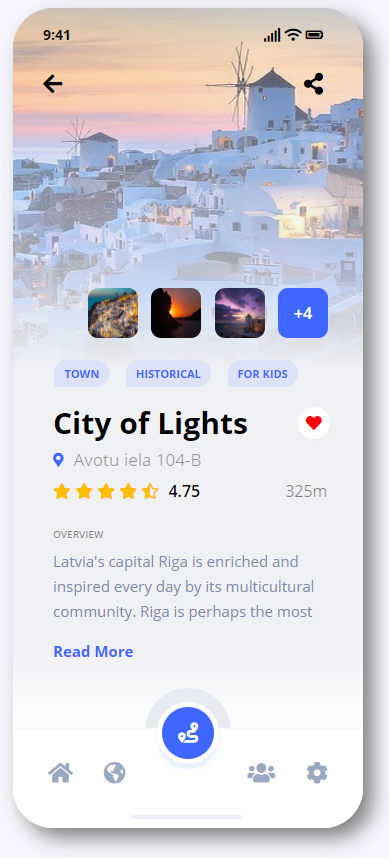 9:41
+4
TOWN HISTORICAL FOR KIDS
City of Lights
Avotu iela 104-B
4.75 325m
OVERVIEW
Latvia's capital Riga is enriched and
inspired every day by its multicultural
community. Riga is perhaps the most
Read More